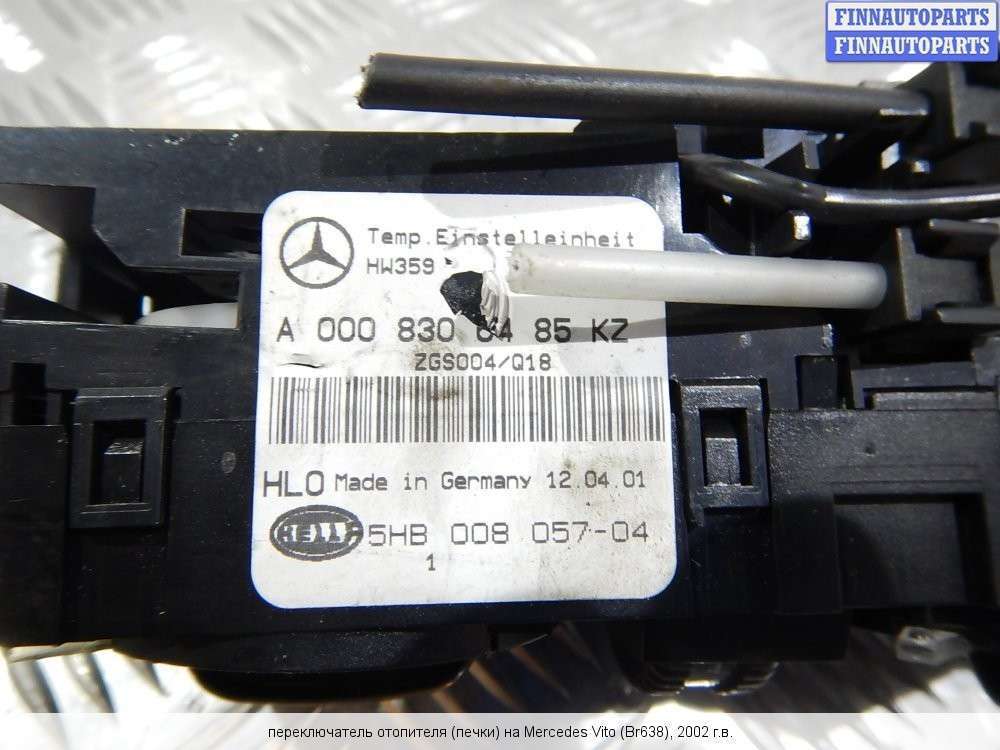 FINNAUTOPARTS
FINNAUTOPARTS
Temp.Einstelleinheit
HW359
A 000 830 85 KZ
ZGS004/Q18
HLO Made in Germany 12.04.01
HELLA 5HB 008 057-04
1
переключатель отопителя (печки) на Mercedes Vito (Br638), 2002 г.в.